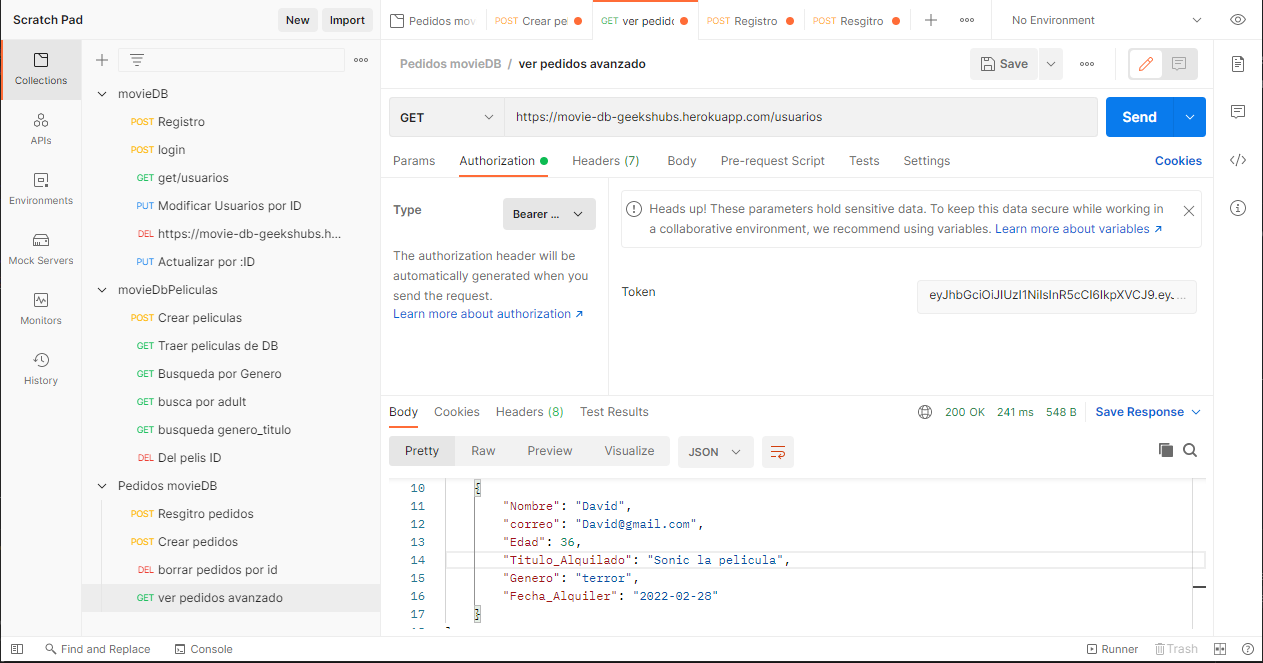 Scratch Pad
New
Import
Pedidos mov
POST Crear pe
GET ver pedido
POST Registro
POST Resgitro
No Environment
Collections
APIs
Environments
Mock Servers
Monitors
History
movieDB
POST Registro
POST login
GET get/usuarios
PUT Modificar Usuarios por ID
DEL https://movie-db-geekshubs.h...
PUT Actualizar por :ID
movieDbPeliculas
POST Crear peliculas
GET Traer peliculas de DB
GET Busqueda por Genero
GET busca por adult
GET busqueda genero_titulo
DEL Del pelis ID
Pedidos movieDB
POST Resgitro pedidos
POST Crear pedidos
DEL borrar pedidos por id
GET ver pedidos avanzado
Pedidos movieDB / ver pedidos avanzado
Save
GET
https://movie-db-geekshubs.herokuapp.com/usuarios
Send
Params Authorization Headers (7) Body Pre-request Script Tests Settings Cookies
Type
Bearer ...
The authorization header will be
automatically generated when you
send the request.
Learn more about authorization ↗
Heads up! These parameters hold sensitive data. To keep this data secure while working in
a collaborative environment, we recommend using variables. Learn more about variables ↗
Token
eyJhbGciOiJIUzI1NiIsInR5cCI6IkpXVCJ9.ey. ...
Body Cookies Headers (8) Test Results
200 OK 241 ms 548 B Save Response
Pretty Raw Preview Visualize JSON
10 {
11 "Nombre": "David",
12 "correo": "David@gmail.com",
13 "Edad": 36,
14 "Titulo_Alquilado": "Sonic la pelicula",
15 "Genero": "terror",
16 "Fecha_Alquiler": "2022-02-28"
17 }
Find and Replace
Console
Runner
Trash